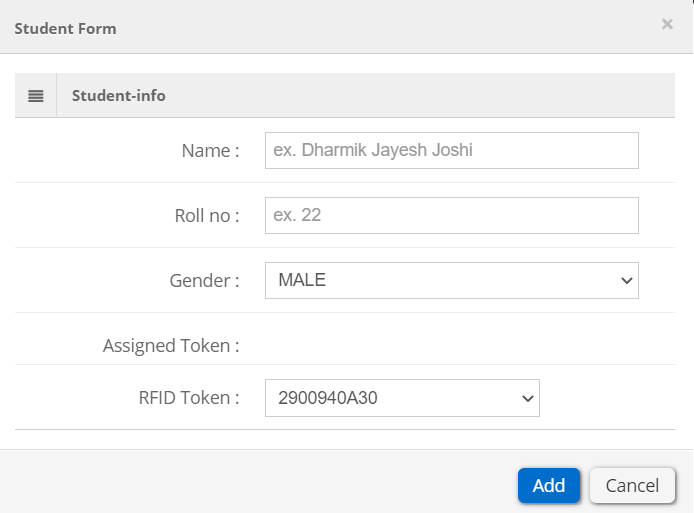 Student Form ×
Student-info
Name : ex. Dharmik Jayesh Joshi
Roll no : ex. 22
Gender : MALE
Assigned Token :
RFID Token : 2900940A30
Add Cancel